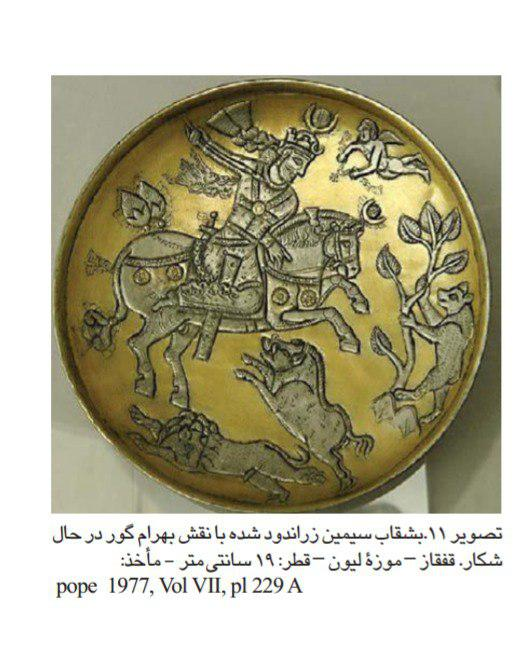 تصویر ۱۱.بشقاب سیمین زراندود شده با نقش بهرام گور در حال
شکار. قفقاز – موزۀ لیون – قطر: ۱۹ سانتی‌متر - مأخذ:
pope 1977, Vol VII, pl 229 A